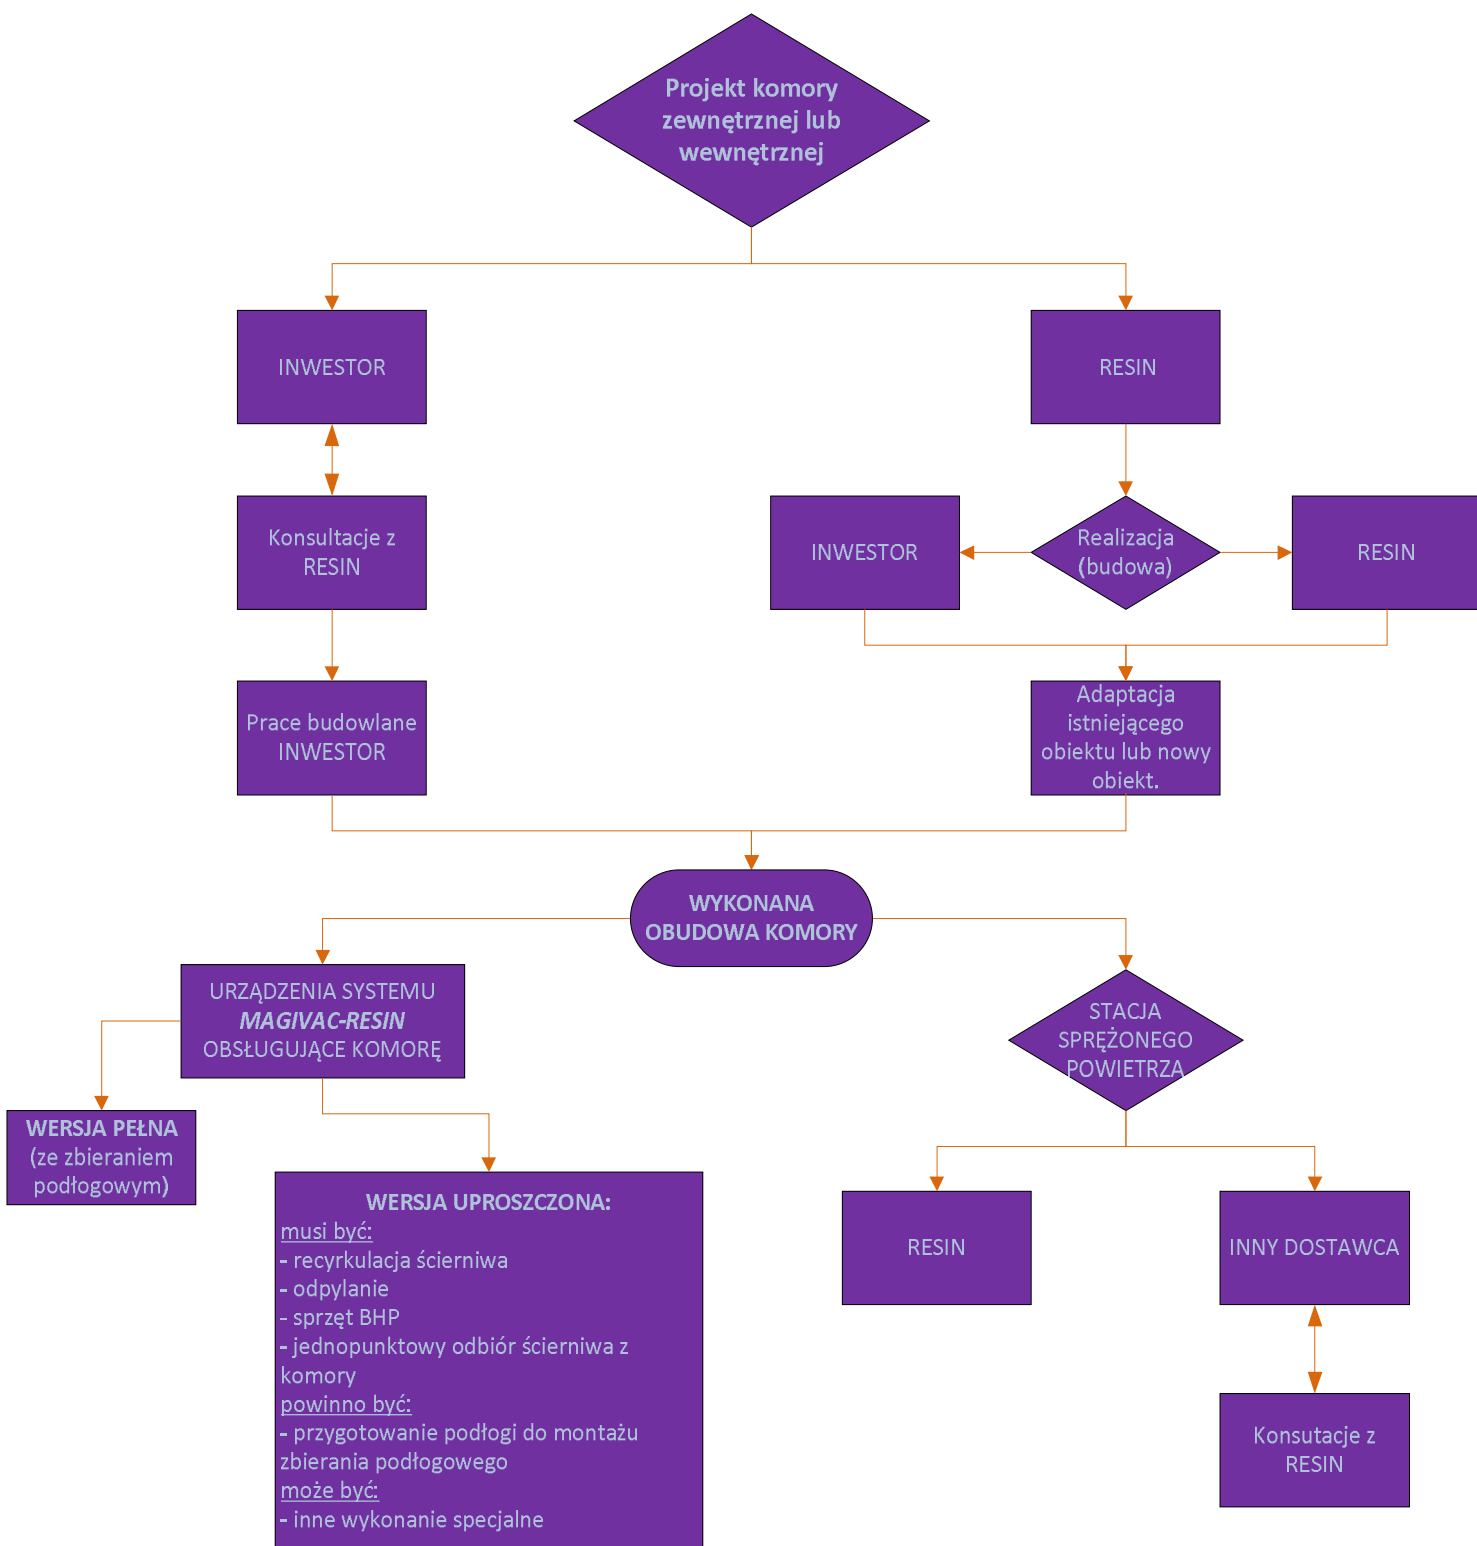 Projekt komory
zewnętrznej lub
wewnętrznej
INWESTOR
RESIN
Konsultacje z
RESIN
INWESTOR
Realizacja
(budowa)
RESIN
Prace budowlane
INWESTOR
Adaptacja
istniejącego
obiektu lub nowy
obiekt.
WYKONANA
OBUDOWA KOMORY
URZĄDZENIA SYSTEMU
MAGIVAC-RESIN
OBSŁUGUJĄCE KOMORĘ
STACJA
SPRĘŻONEGO
POWIETRZA
WERSJA PEŁNA
(ze zbieraniem
podłogowym)
WERSJA UPROSZCZONA:
musi być:
- recyrkulacja ścierniwa
- odpylanie
- sprzęt BHP
- jednopunktowy odbiór ścierniwa z
komory
powinno być:
- przygotowanie podłogi do montażu
zbierania podłogowego
może być:
- inne wykonanie specjalne
RESIN
INNY DOSTAWCA
Konsutacje z
RESIN